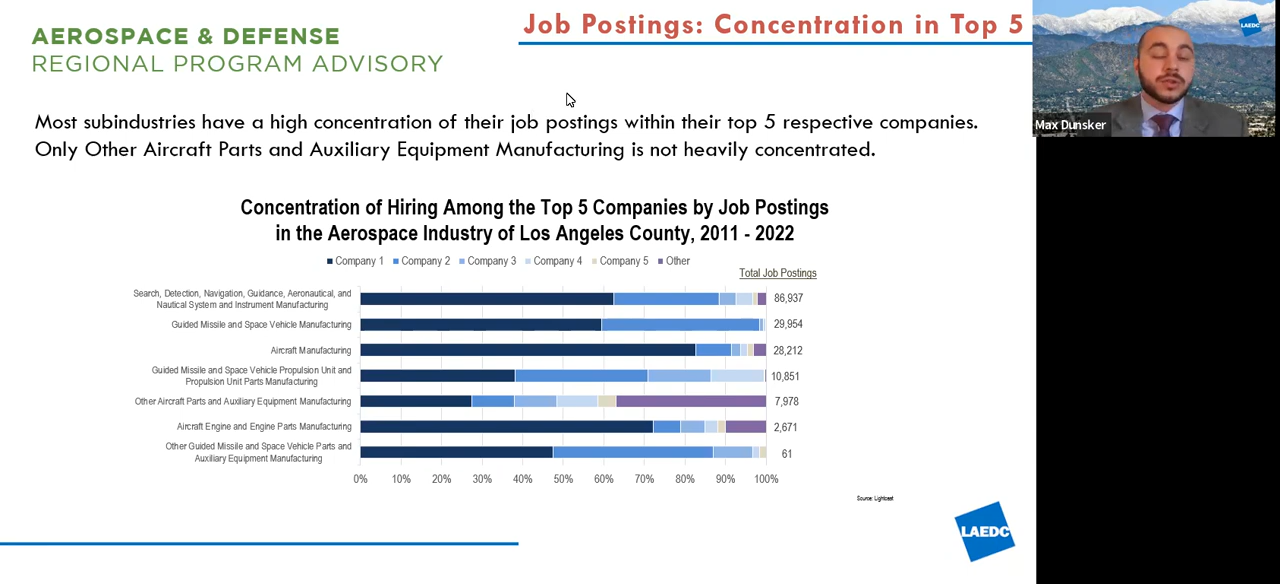 AEROSPACE & DEFENSE
REGIONAL PROGRAM ADVISORY
Job Postings: Concentration in Top 5
LAEDC
Max Dunsker
Most subindustries have a high concentration of their job postings within their top 5 respective companies.
Only Other Aircraft Parts and Auxiliary Equipment Manufacturing is not heavily concentrated.
Concentration of Hiring Among the Top 5 Companies by Job Postings
in the Aerospace Industry of Los Angeles County, 2011 - 2022
Company 1 Company 2 Company 3 Company 4 Company 5 Other
Total Job Postings
Search, Detection, Navigation, Guidance, Aeronautical, and
Nautical System and Instrument Manufacturing
86,937
Guided Missile and Space Vehicle Manufacturing
29,954
Aircraft Manufacturing
28,212
Guided Missile and Space Vehicle Propulsion Unit and
Propulsion Unit Parts Manufacturing
10,851
Other Aircraft Parts and Auxiliary Equipment Manufacturing
7,978
Aircraft Engine and Engine Parts Manufacturing
2,671
Other Guided Missile and Space Vehicle Parts and
Auxiliary Equipment Manufacturing
61
0% 10% 20% 30% 40% 50% 60% 70% 80% 90% 100%
Source: Lightcast
LAEDC